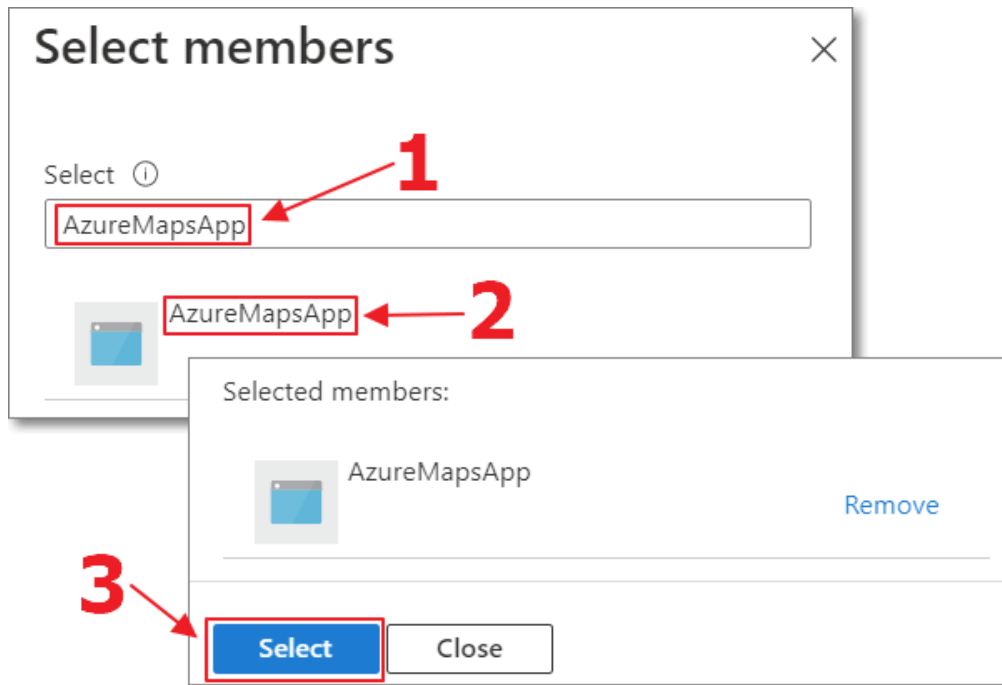 Select members
1
Select
AzureMapsApp
2
AzureMapsApp
Selected members:
AzureMapsApp
Remove
3
Select Close